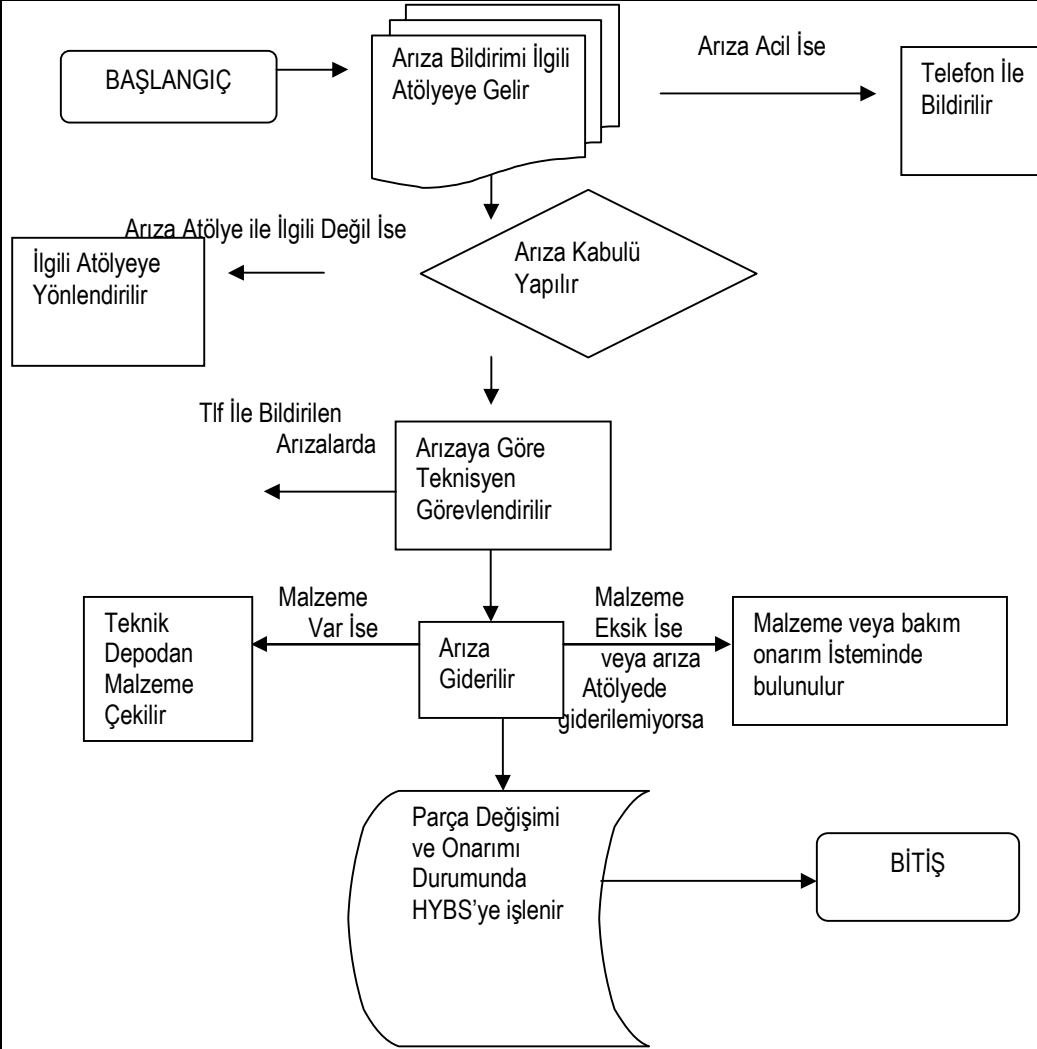 BAŞLANGIÇ
Arıza Bildirimi İlgili
Atölyeye Gelir
Arıza Acil İse
Telefon İle
Bildirilir
Arıza Atölye ile İlgili Değil İse
İlgili Atölyeye
Yönlendirilir
Arıza Kabulü
Yapılır
Tlf İle Bildirilen
Arızalarda
Arızaya Göre
Teknisyen
Görevlendirilir
Malzeme
Var İse
Teknik
Depodan
Malzeme
Çekilir
Arıza
Giderilir
Malzeme
Eksik İse
veya arıza
Atölyede
giderilemiyorsa
Malzeme veya bakım
onarım İsteminde
bulunulur
Parça Değişimi
ve Onarımı
Durumunda
HYBS’ye işlenir
BİTİŞ